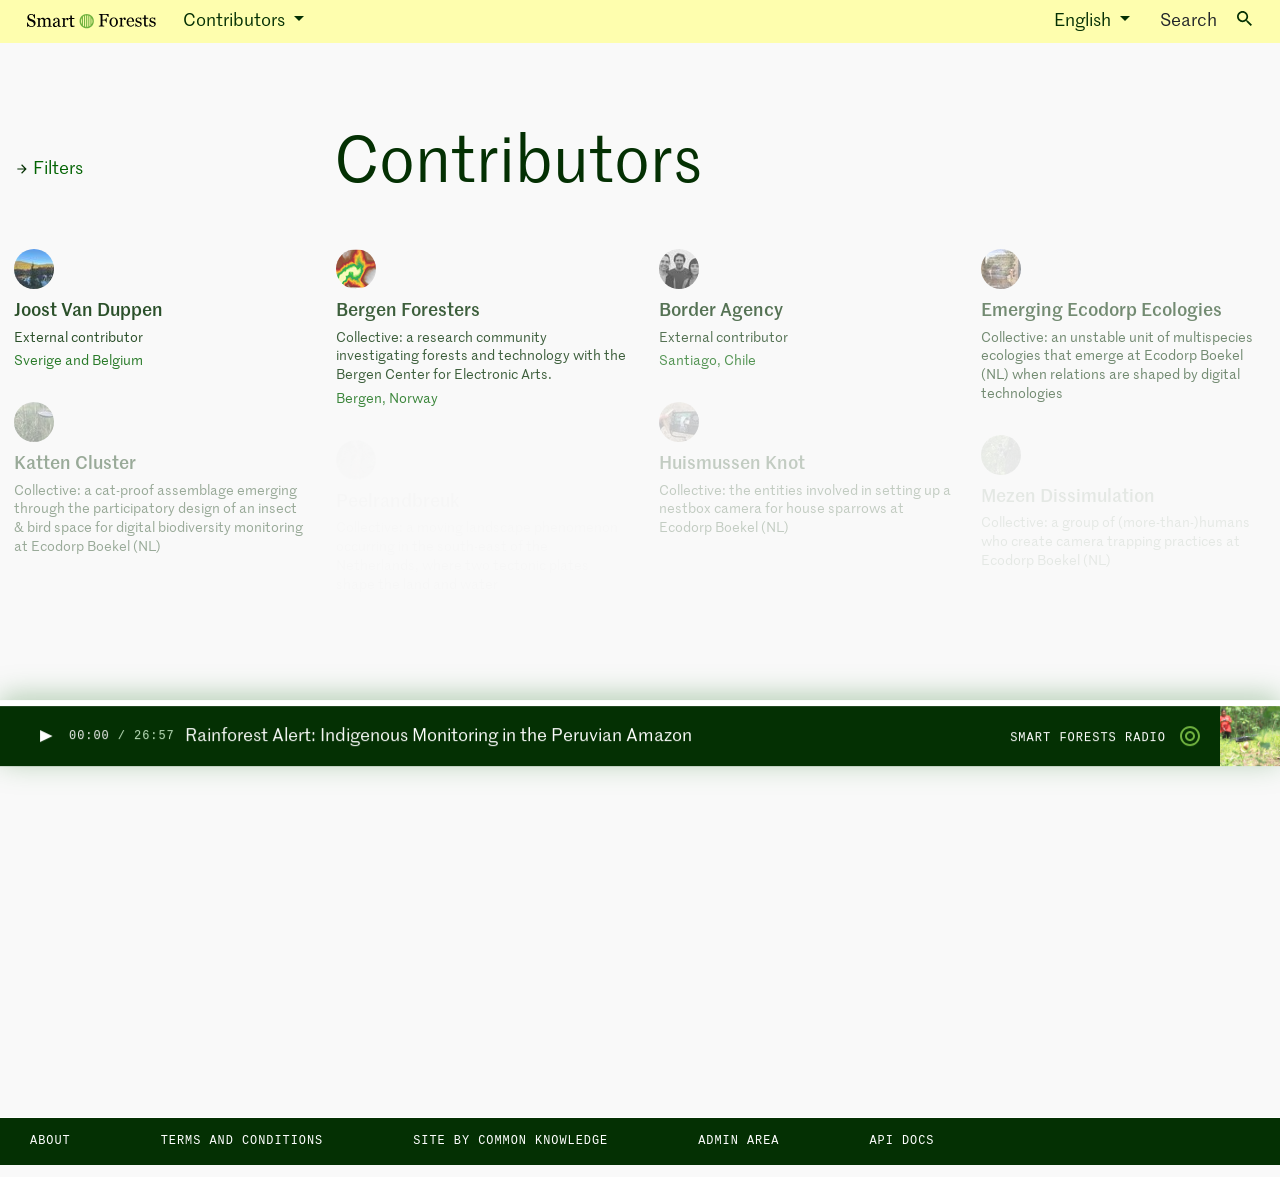 Smart Forests
Contributors
English
Search
Filters
Contributors
Joost Van Duppen
External contributor
Sverige and Belgium
Bergen Foresters
Collective: a research community
investigating forests and technology with the
Bergen Center for Electronic Arts.
Bergen, Norway
Border Agency
External contributor
Santiago, Chile
Emerging Ecodorp Ecologies
Collective: an unstable unit of multispecies
ecologies that emerge at Ecodorp Boekel
(NL) when relations are shaped by digital
technologies
Katten Cluster
Collective: a cat-proof assemblage emerging
through the participatory design of an insect
& bird space for digital biodiversity monitoring
at Ecodorp Boekel (NL)
Huismussen Knot
Collective: the entities involved in setting up a
nestbox camera for house sparrows at
Ecodorp Boekel (NL)
Mezen Dissimulation
Collective: a group of (more-than-)humans
who create camera trapping practices at
Ecodorp Boekel (NL)
00:00 / 26:57
Rainforest Alert: Indigenous Monitoring in the Peruvian Amazon
SMART FORESTS RADIO
ABOUT
TERMS AND CONDITIONS
SITE BY COMMON KNOWLEDGE
ADMIN AREA
API DOCS